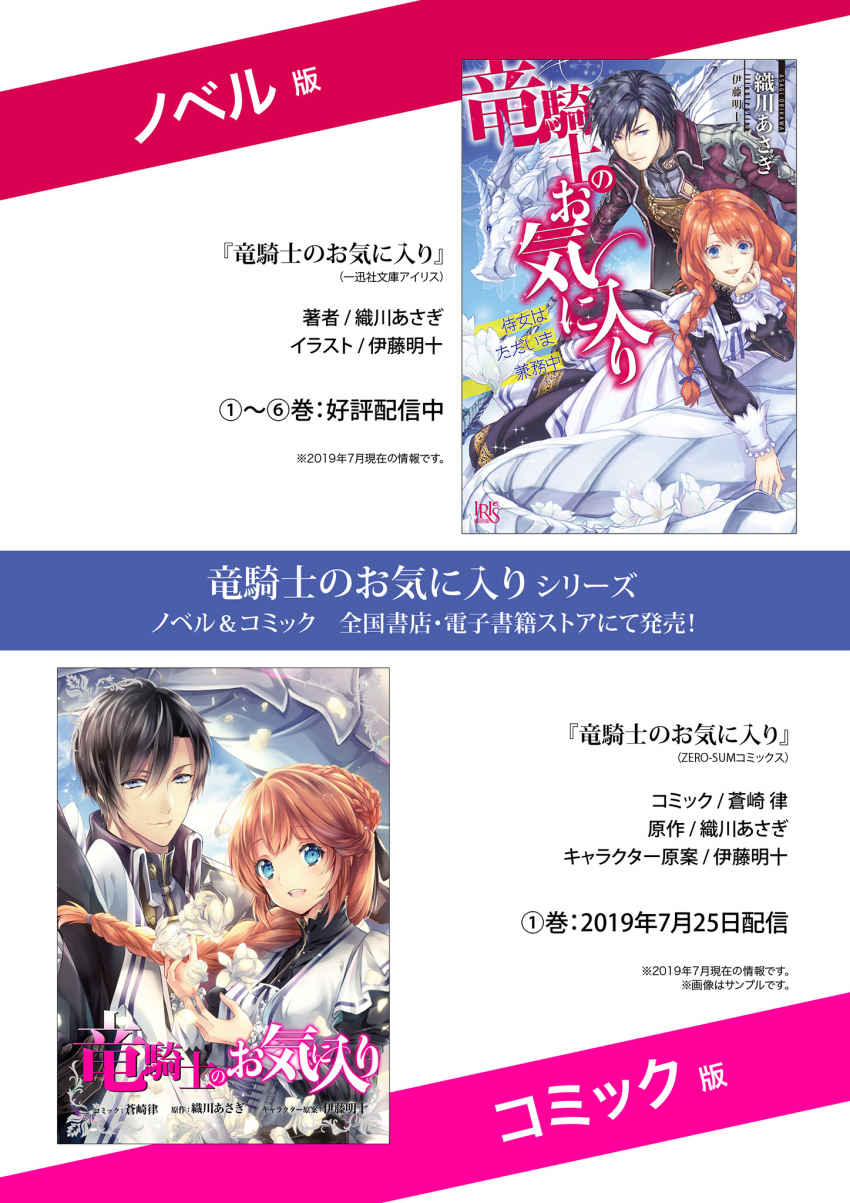 ノベル 版
『竜騎士のお気に入り』
（一迅社文庫アイリス）
著者 / 織川あさぎ
イラスト / 伊藤明十
①～⑥巻：好評配信中
※2019年7月現在の情報です。
竜騎士のお気に入り
侍女は
ただいま
兼務中
織川あさぎ
ASAGI ORIKAWA
伊藤明十
Illustration
IRIS
竜騎士のお気に入り シリーズ
ノベル＆コミック　全国書店・電子書籍ストアにて発売！
竜騎士のお気に入り
コミック：蒼崎律　原作：織川あさぎ　キャラクター原案：伊藤明十
『竜騎士のお気に入り』
（ZERO-SUMコミックス）
コミック / 蒼崎 律
原作 / 織川あさぎ
キャラクター原案 / 伊藤明十
①巻：2019年7月25日配信
※2019年7月現在の情報です。
※画像はサンプルです。
コミック 版